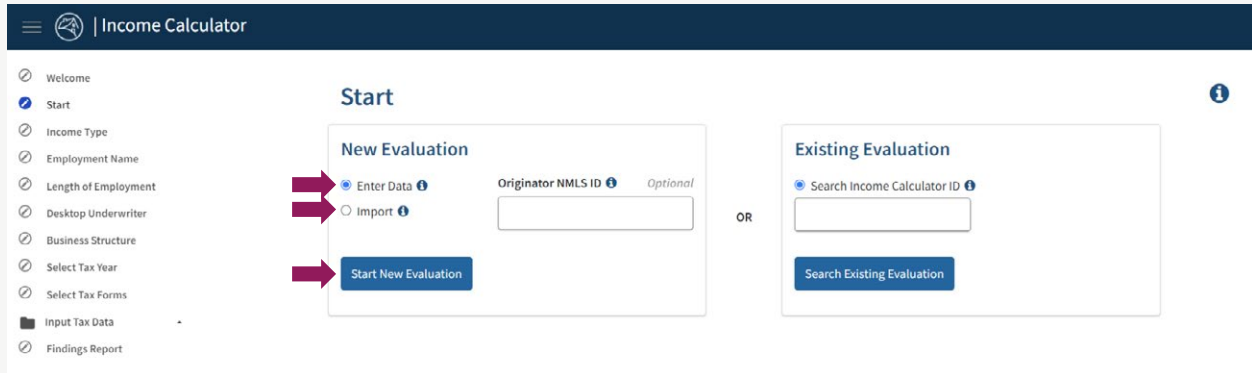 | Income Calculator
Welcome
Start
Income Type
Employment Name
Length of Employment
Desktop Underwriter
Business Structure
Select Tax Year
Select Tax Forms
Input Tax Data
Findings Report
Start
New Evaluation
Enter Data
Originator NMLS ID Optional
Import
Start New Evaluation
OR
Existing Evaluation
Search Income Calculator ID
Search Existing Evaluation